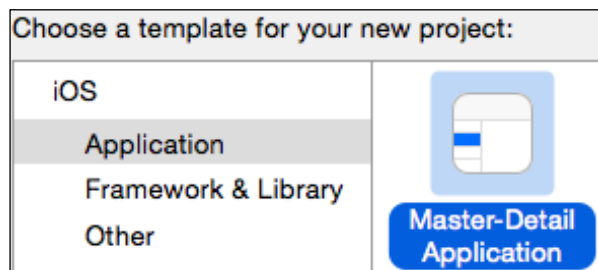 Choose a template for your new project:
iOS
Application
Framework & Library
Other
Master-Detail
Application